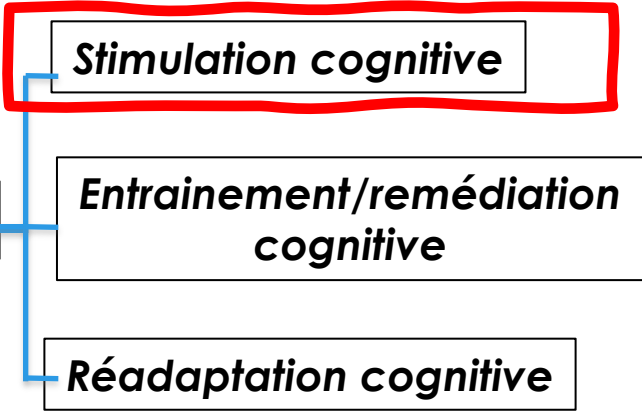 Stimulation cognitive
Entrainement/remédiation
cognitive
Réadaptation cognitive